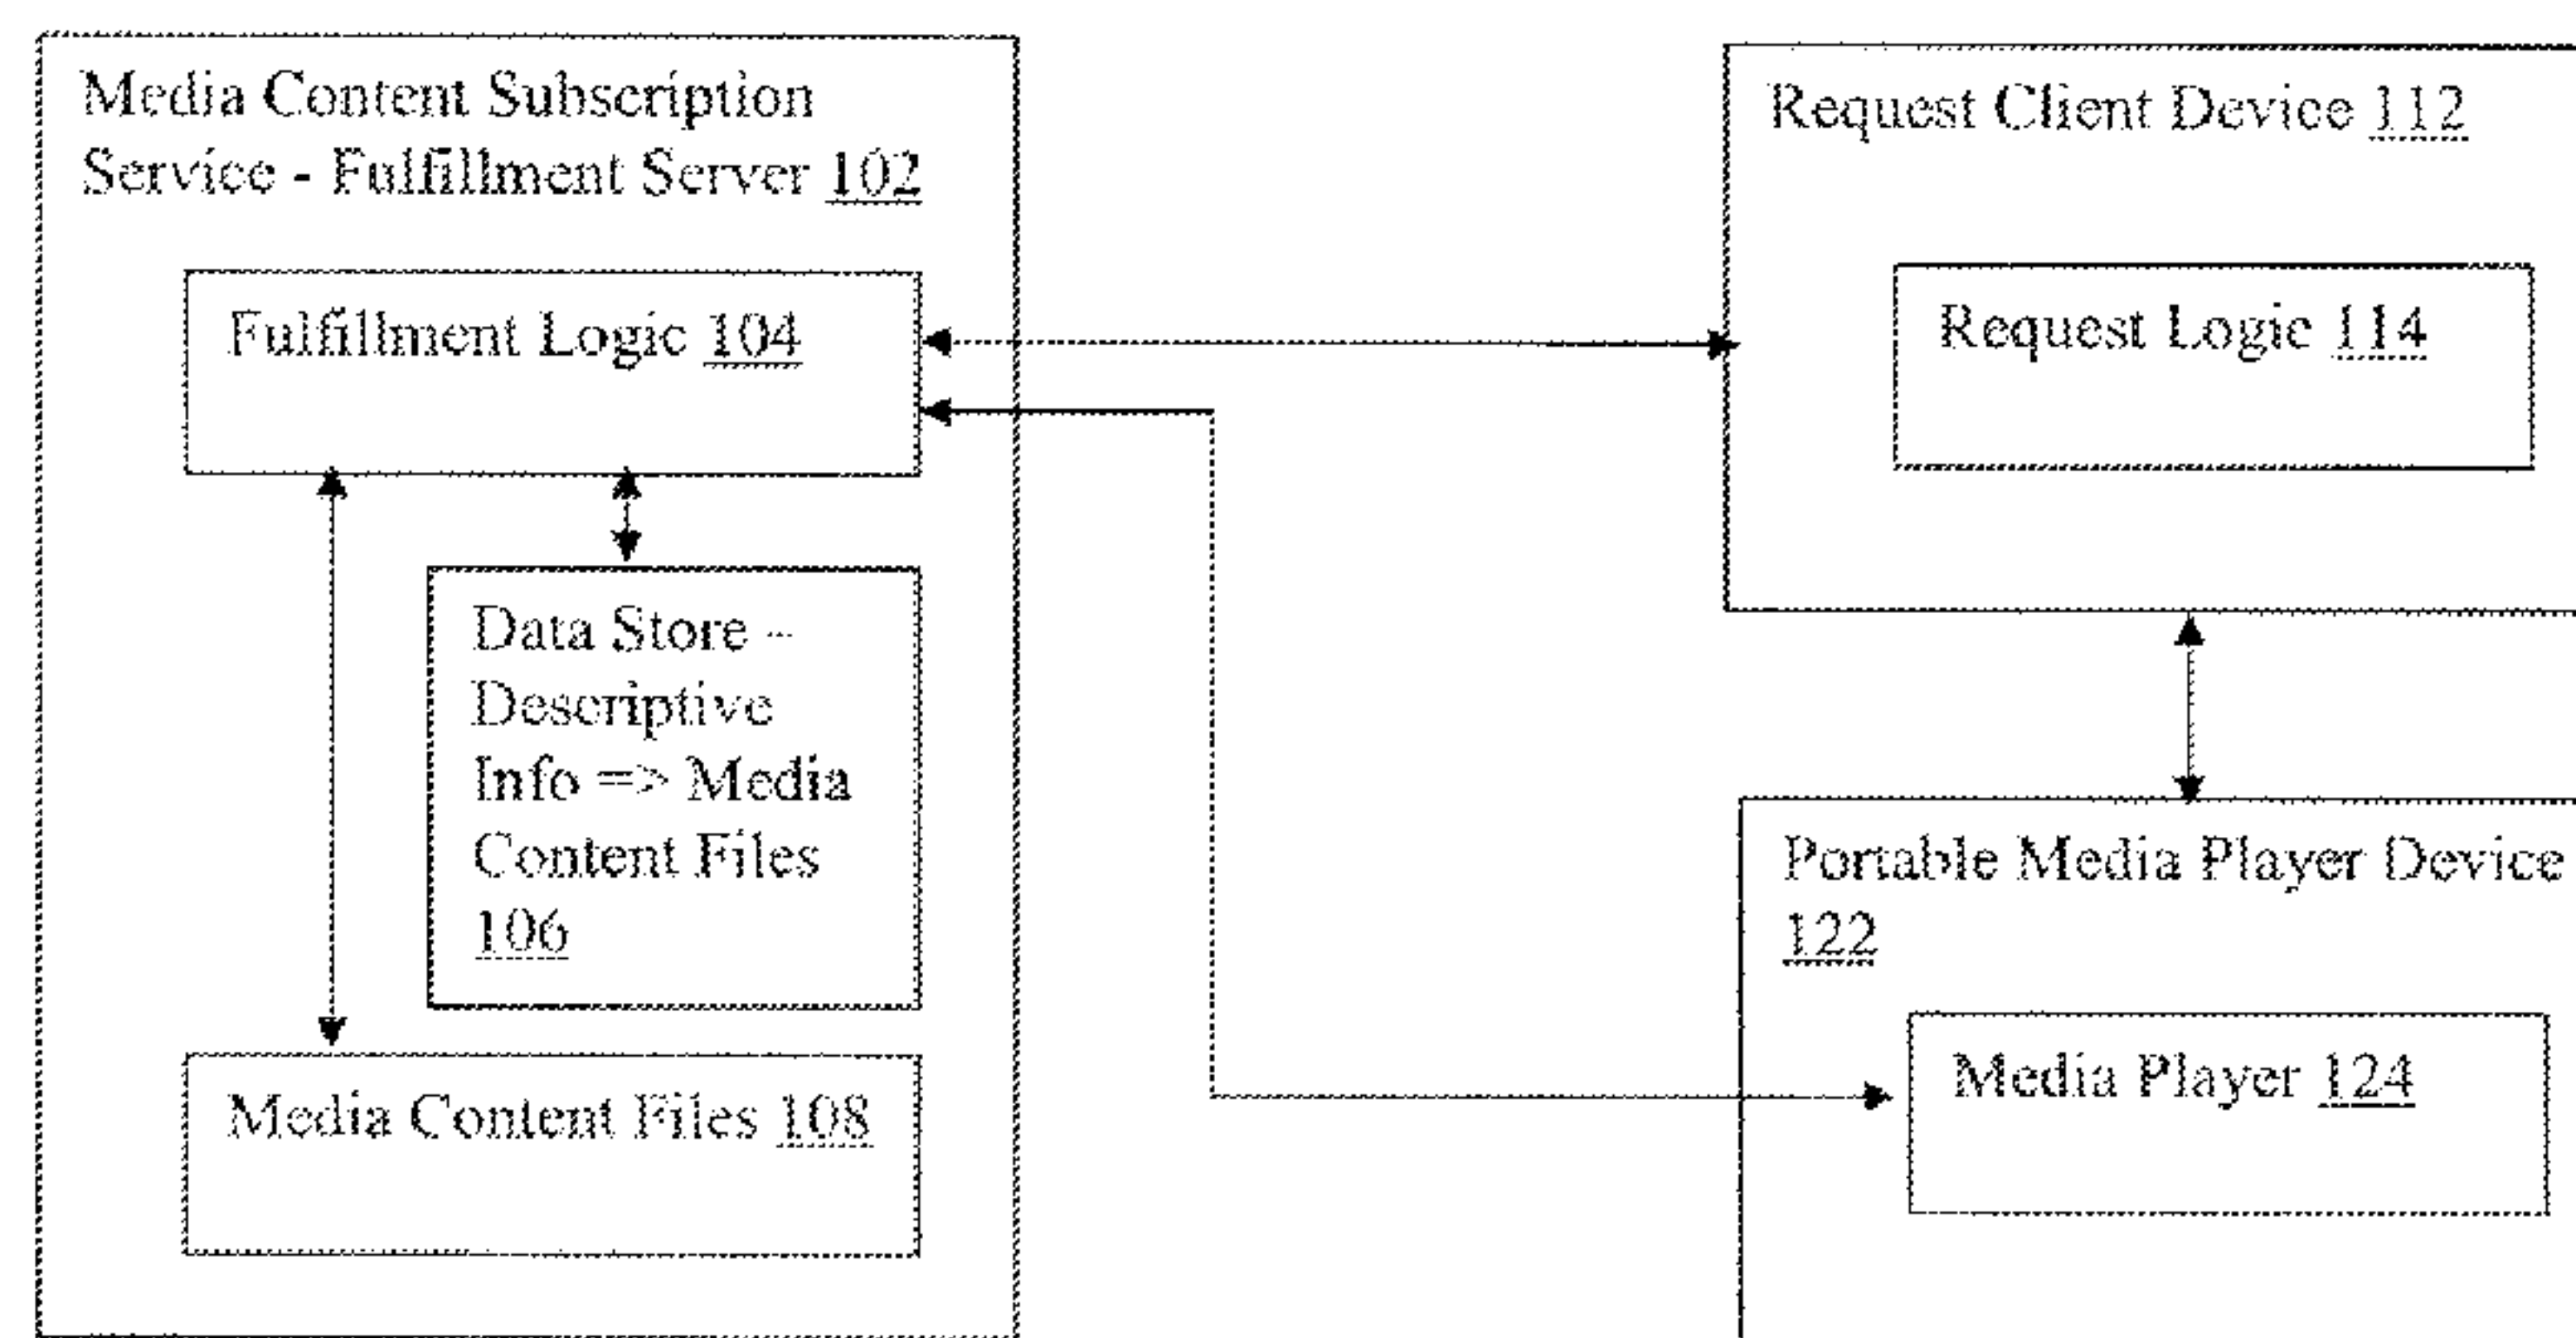 Media Content Subscription
Service - Fulfillment Server 102
Fulfillment Logic 104
Data Store –
Descriptive
Info => Media
Content Files
106
Media Content Files 108
Request Client Device 112
Request Logic 114
Portable Media Player Device
122
Media Player 124